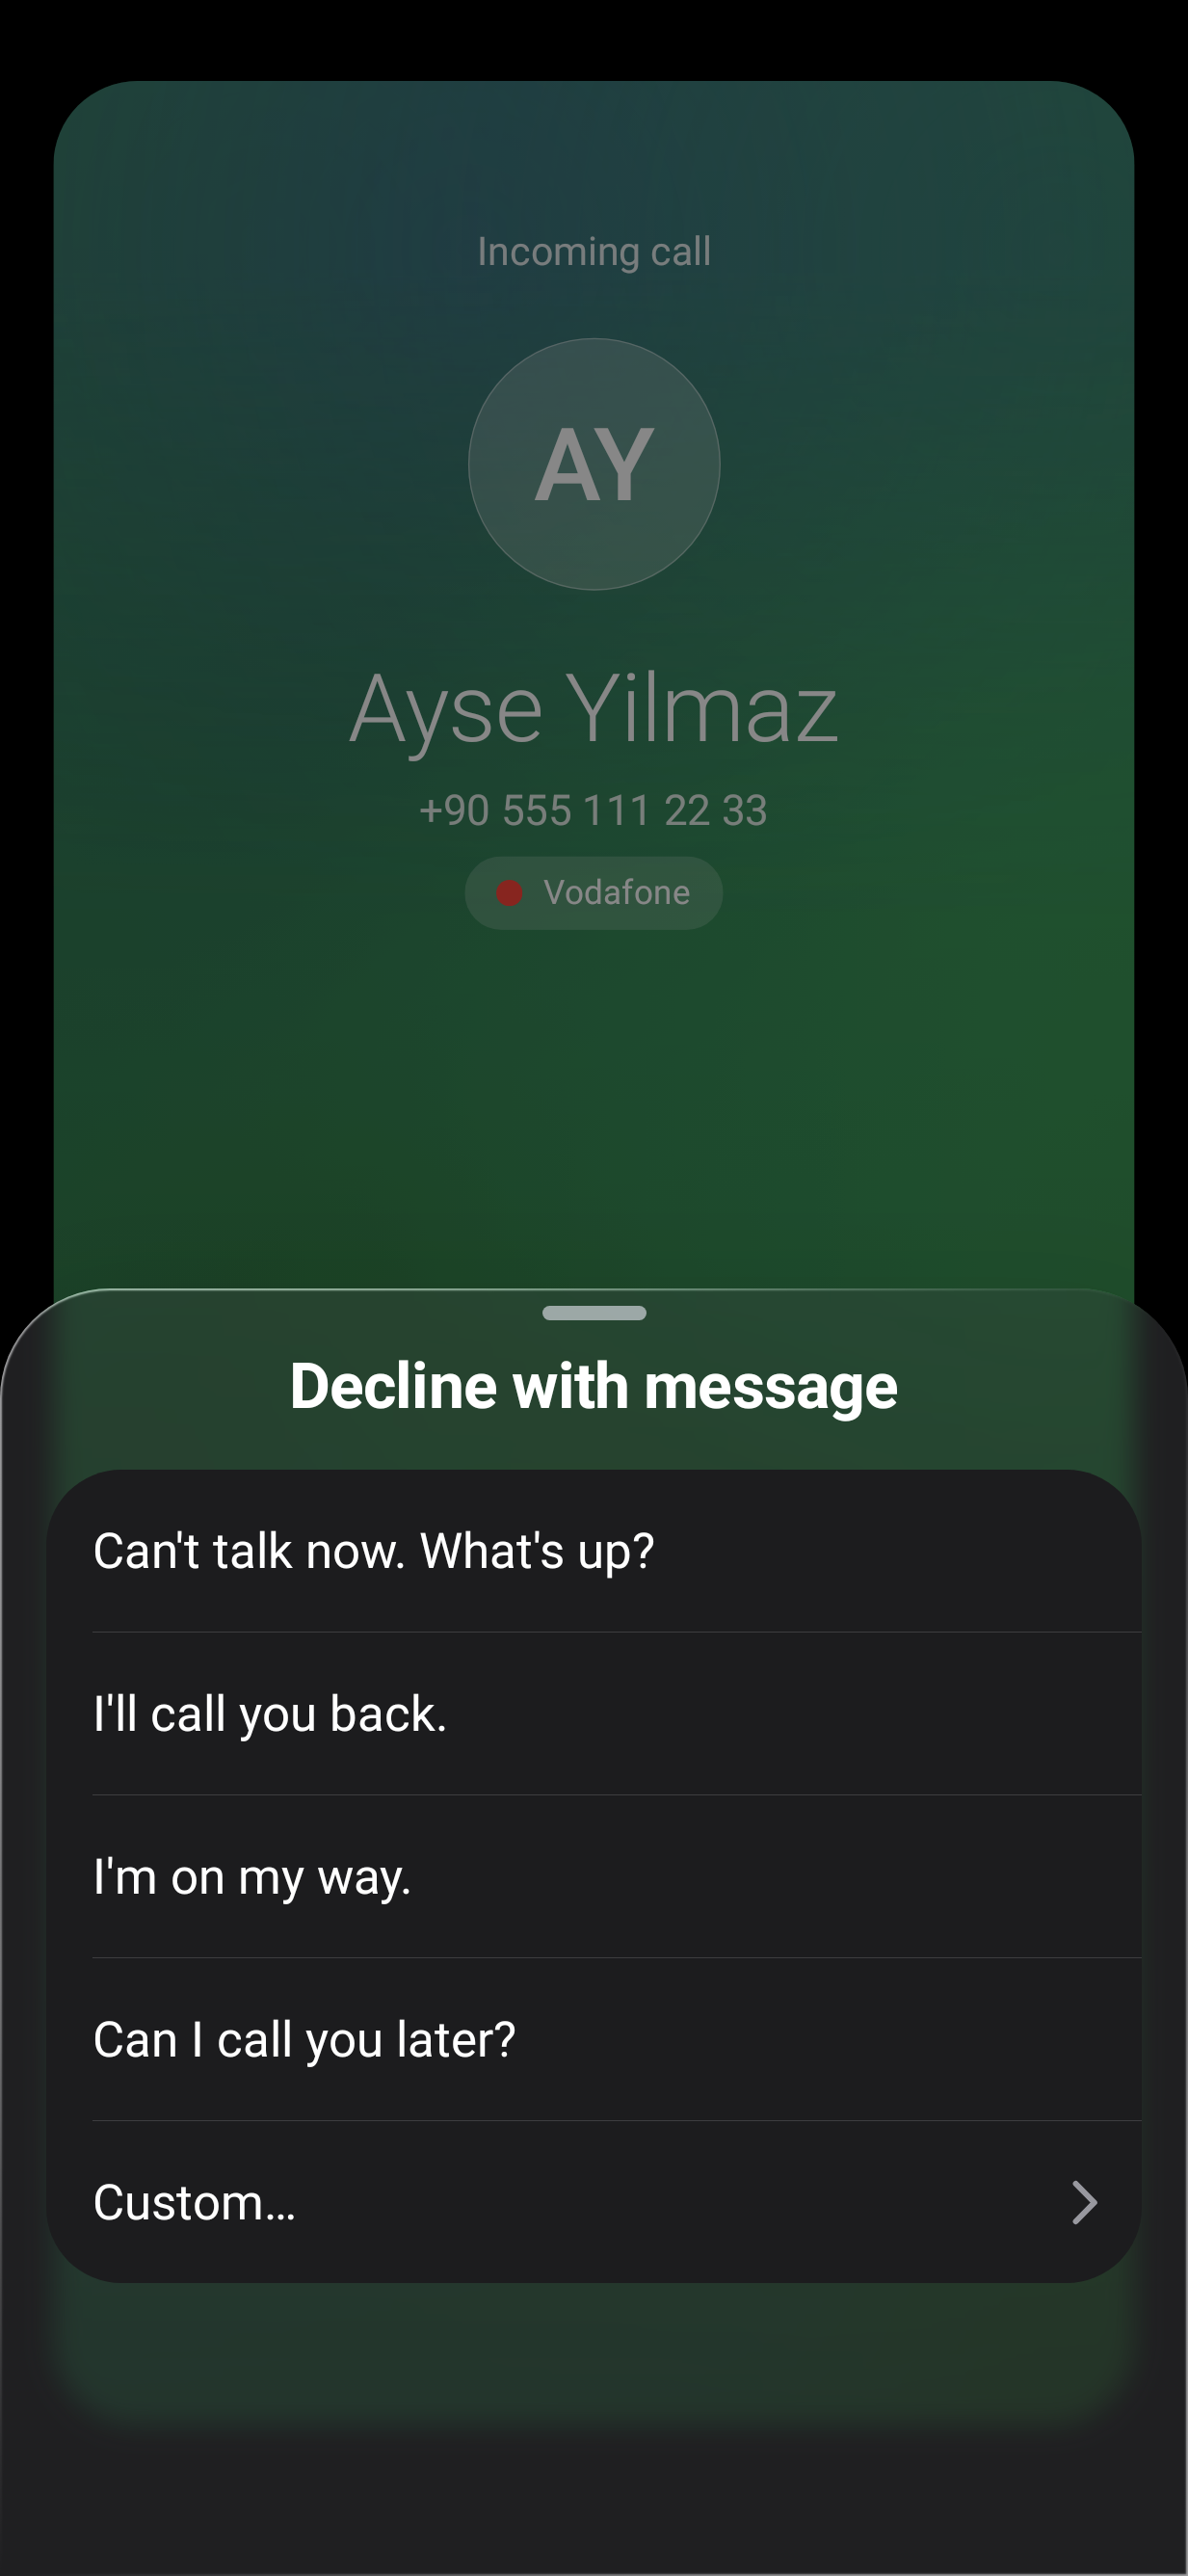 Incoming call
AY
Ayse Yilmaz
+90 555 111 22 33
Vodafone
Decline with message
Can't talk now. What's up?
I'll call you back.
I'm on my way.
Can I call you later?
Custom…